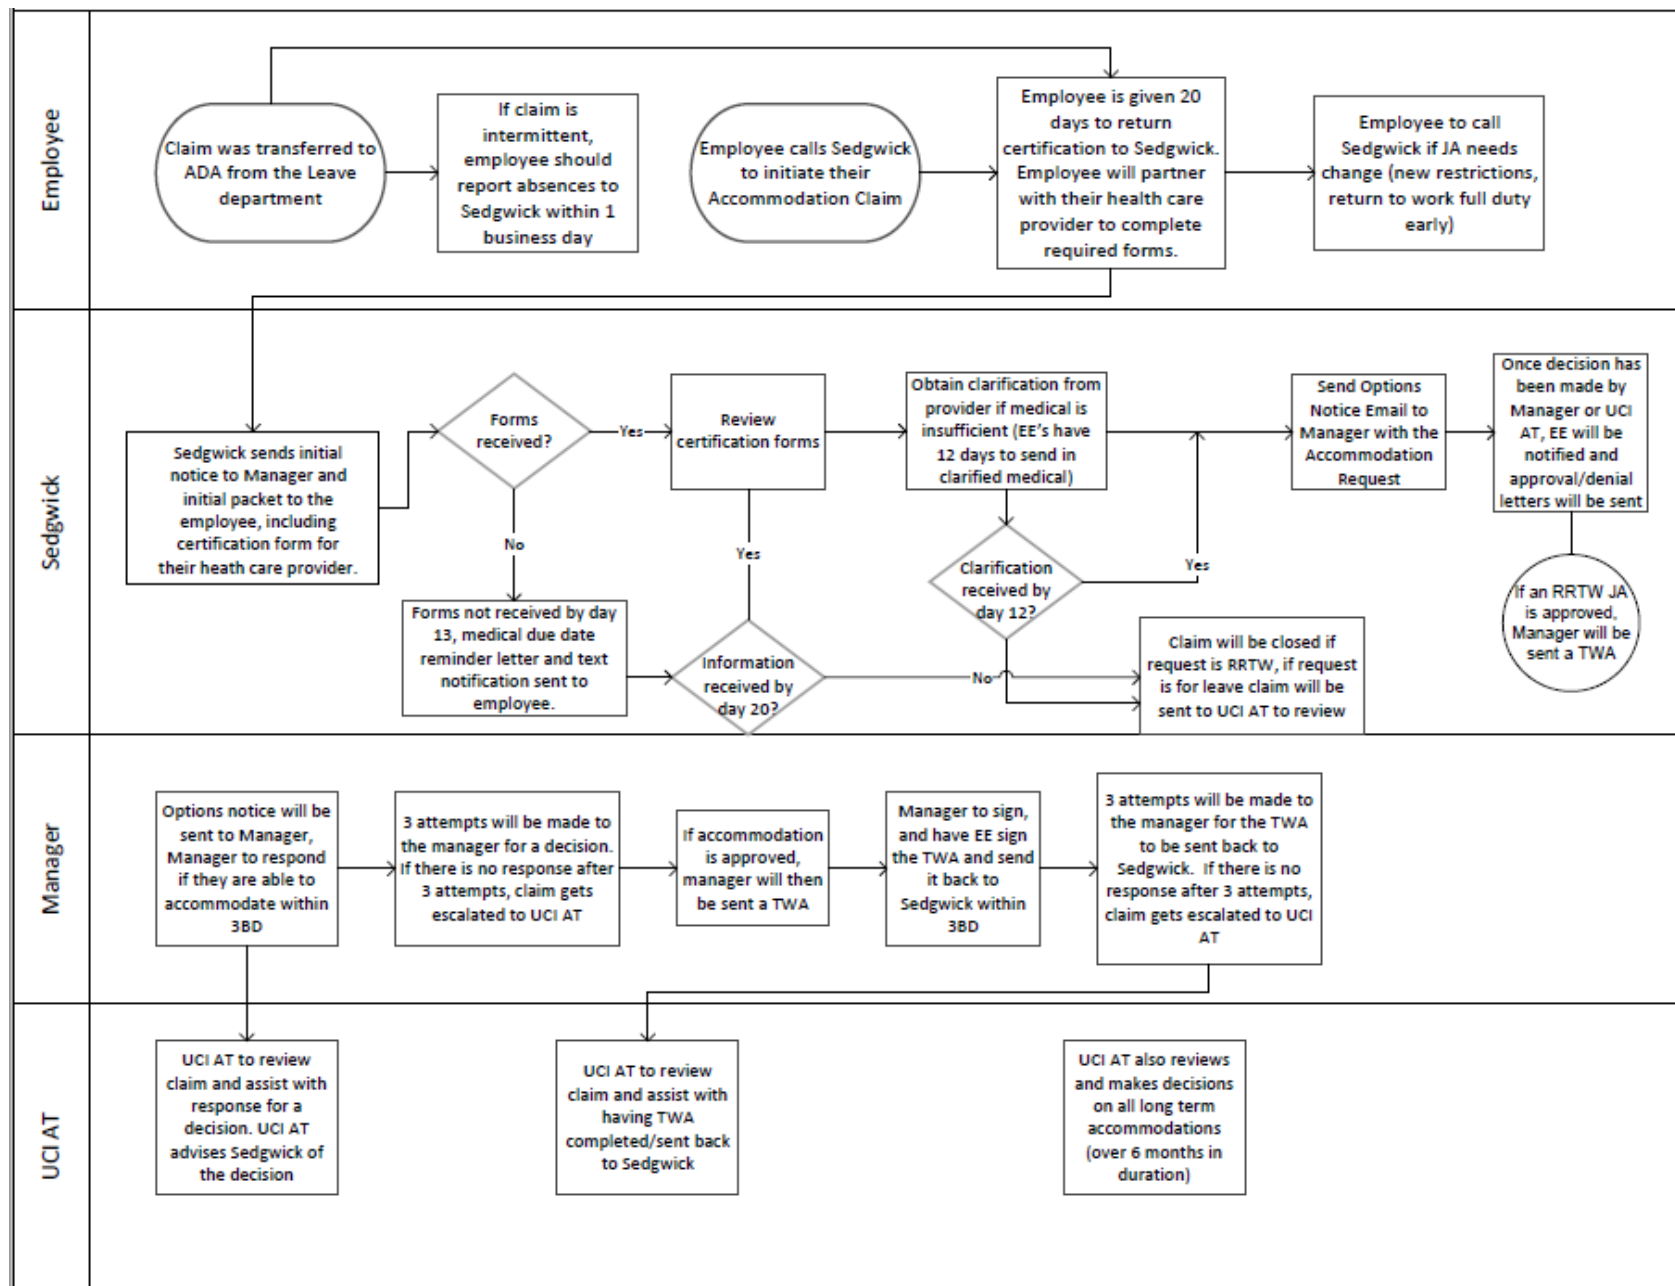 Employee
Claim was transferred to
ADA from the Leave
department
If claim is
intermittent,
employee should
report absences to
Sedgwick within 1
business day
Employee calls Sedgwick
to initiate their
Accommodation Claim
Employee is given 20
days to return
certification to Sedgwick.
Employee will partner
with their health care
provider to complete
required forms.
Employee to call
Sedgwick if JA needs
change (new restrictions,
return to work full duty
early)
Sedgwick
Sedgwick sends initial
notice to Manager and
initial packet to the
employee, including
certification form for
their heath care provider.
Forms
received?
Yes
No
Forms not received by day
13, medical due date
reminder letter and text
notification sent to
employee.
Review
certification forms
Yes
Information
received by
day 20?
No
Obtain clarification from
provider if medical is
insufficient (EE's have
12 days to send in
clarified medical)
Clarification
received by
day 12?
Yes
Claim will be closed if
request is RRTW, if request
is for leave claim will be
sent to UCI AT to review
Send Options
Notice Email to
Manager with the
Accommodation
Request
Once decision has
been made by
Manager or UCI
AT, EE will be
notified and
approval/denial
letters will be sent
If an RRTW JA
is approved,
Manager will be
sent a TWA
Manager
Options notice will be
sent to Manager,
Manager to respond
if they are able to
accommodate within
3BD
3 attempts will be made to
the manager for a decision.
If there is no response after
3 attempts, claim gets
escalated to UCI AT
If accommodation
is approved,
manager will then
be sent a TWA
Manager to sign,
and have EE sign
the TWA and send
it back to
Sedgwick within
3BD
3 attempts will be made to
the manager for the TWA
to be sent back to
Sedgwick. If there is no
response after 3 attempts,
claim gets escalated to UCI
AT
UCI AT
UCI AT to review
claim and assist with
response for a
decision. UCI AT
advises Sedgwick of
the decision
UCI AT to review
claim and assist with
having TWA
completed/sent back
to Sedgwick
UCI AT also reviews
and makes decisions
on all long term
accommodations
(over 6 months in
duration)